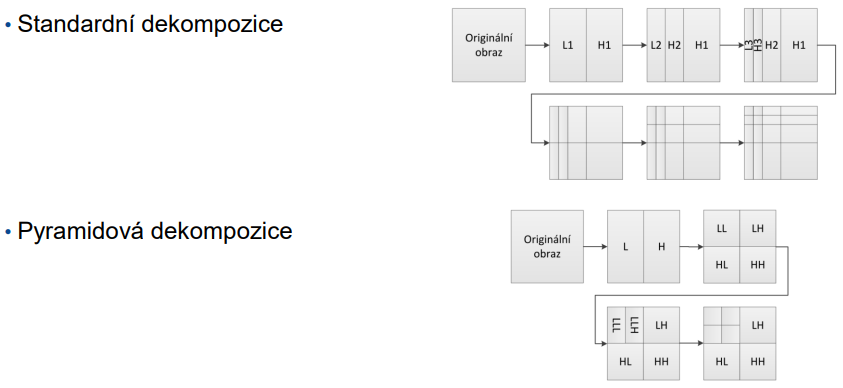 • Standardní dekompozice
Originální
obraz
L1 H1
L2 H2 H1
L3 H3 H2 H1
• Pyramidová dekompozice
Originální
obraz
L H
LL LH
HL HH
LLL LLH LH
HL HH
LH
HL HH